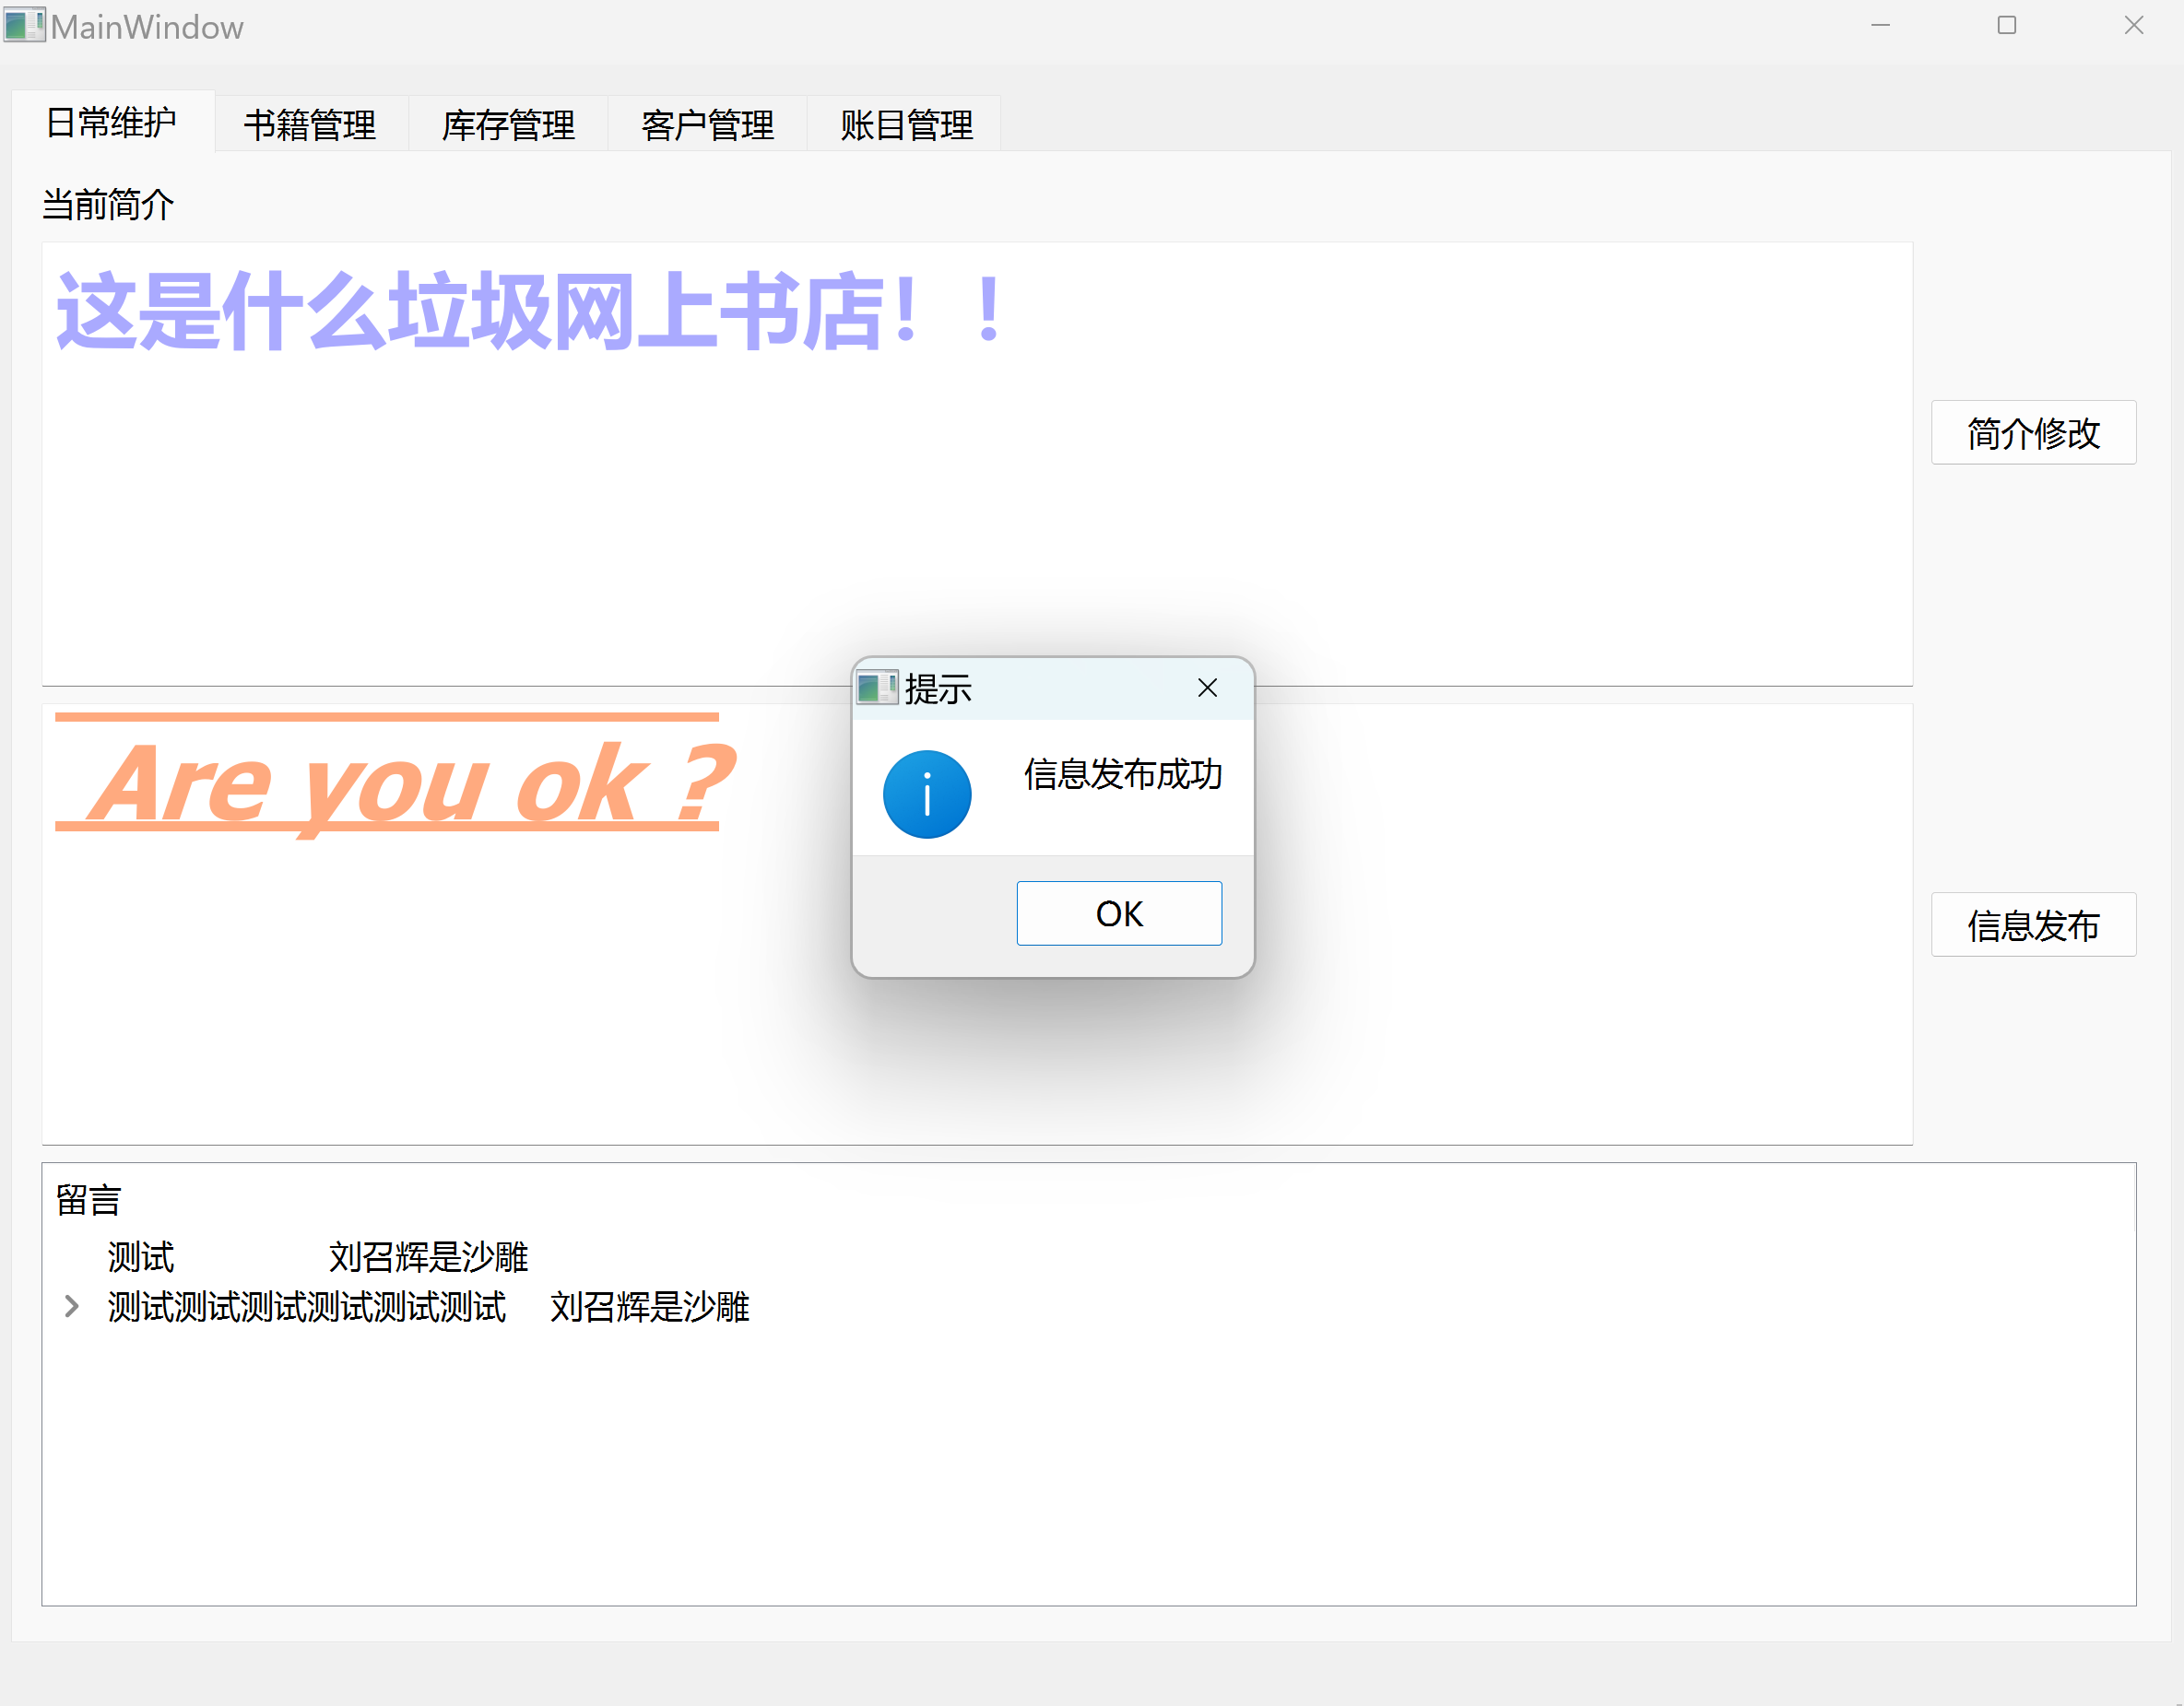 MainWindow
日常维护 书籍管理 库存管理 客户管理 账目管理
当前简介
这是什么垃圾网上书店！！
简介修改
提示
Are you ok ?
信息发布成功
OK
信息发布
留言
测试 刘召辉是沙雕
测试测试测试测试测试测试 刘召辉是沙雕